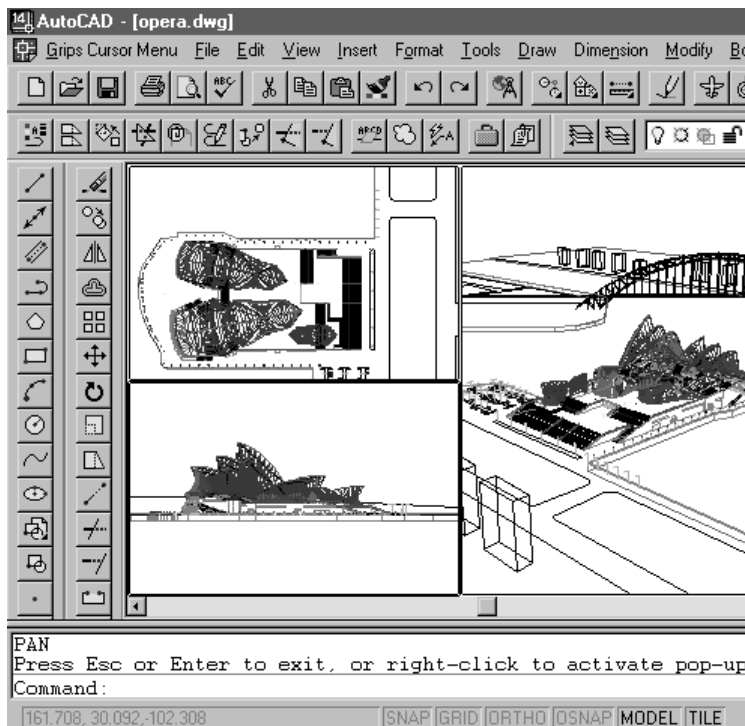 AutoCAD - [opera.dwg]
Grips Cursor Menu File Edit View Insert Format Tools Draw Dimension Modify
PAN
Press Esc or Enter to exit, or right-click to activate pop-up
Command:
161.708, 30.092,-102.308 SNAP GRID ORTHO OSNAP MODEL TILE